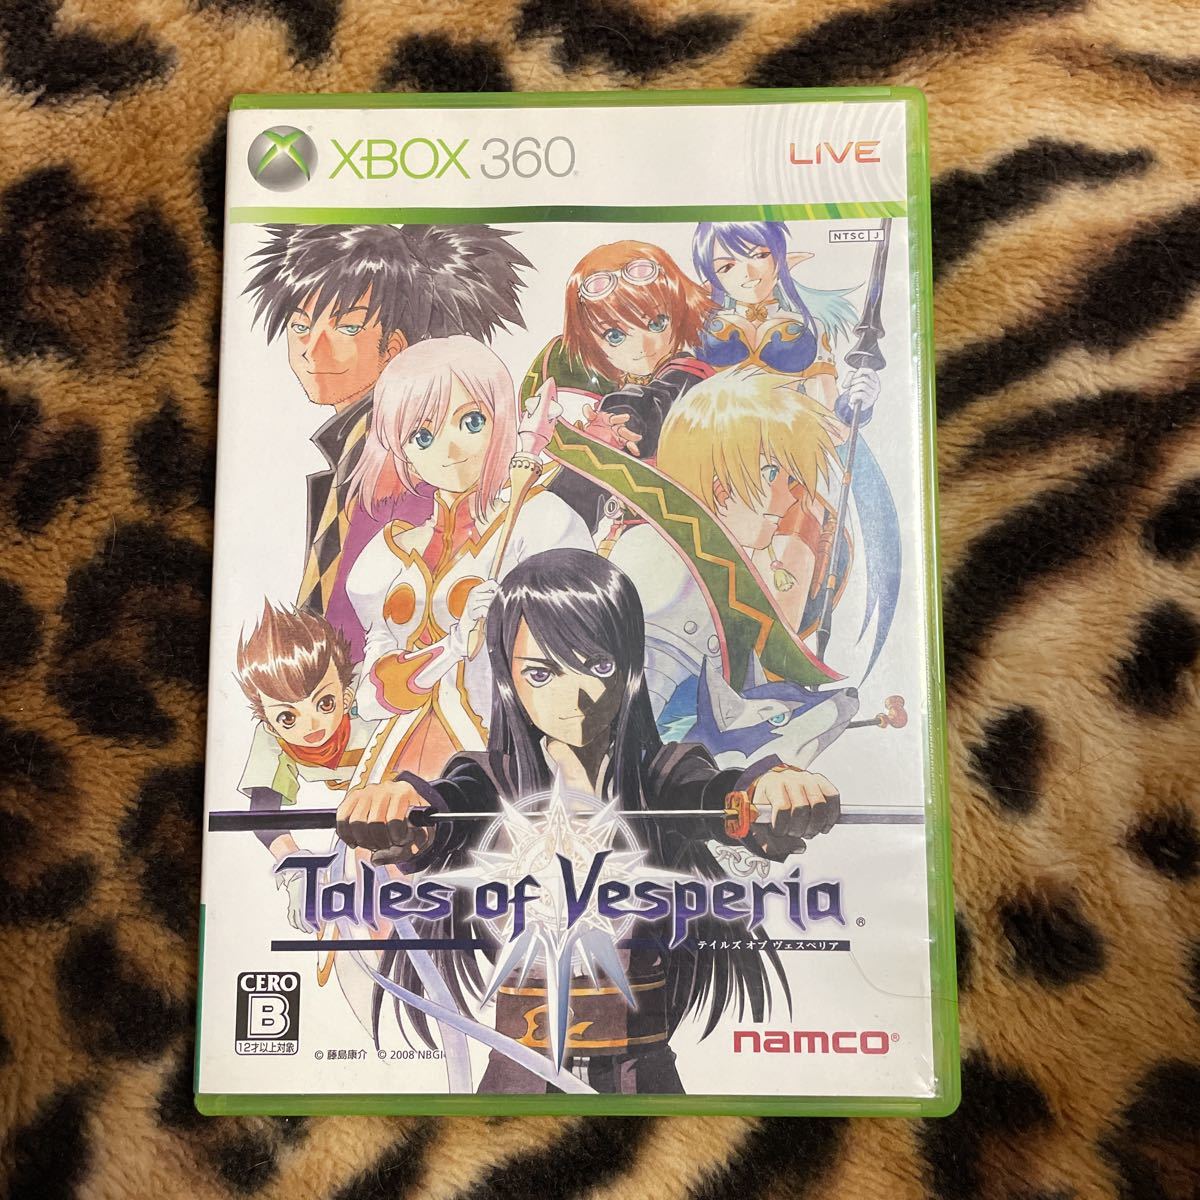 XBOX 360
LIVE
NTSC J
Tales of Vesperia®
テイルズ オブ ヴェスペリア
CERO
B
12才以上対象
© 藤島康介 © 2008 NBGI
namco®